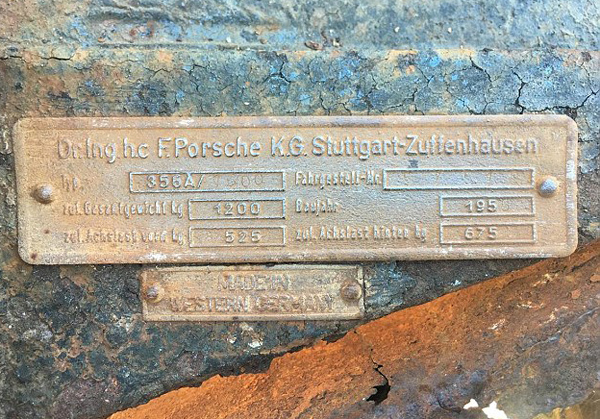 Dr.Ing.h.c F.Porsche K.G. Stuttgart-Zuffenhausen
Typ: 356A/ Fahrgestell-Nr.
zul. Gesamtgewicht kg 1200 Baujahr 195
zul. Achslast vorn kg 525 zul. Achslast hinten kg 675
MADE IN
WESTERN GERMANY